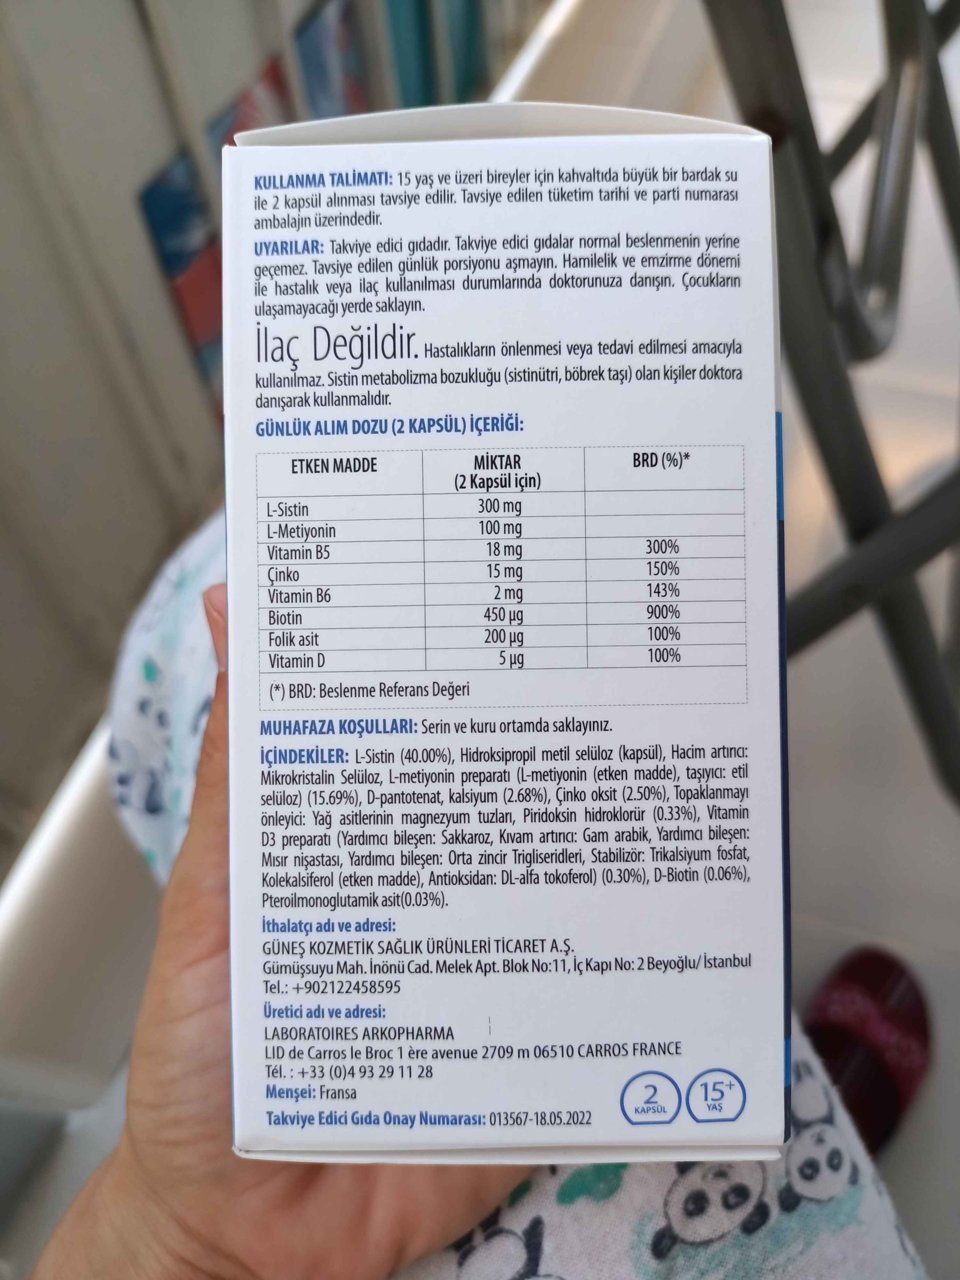 KULLANMA TALİMATI: 15 yaş ve üzeri bireyler için kahvaltıda büyük bir bardak su
ile 2 kapsül alınması tavsiye edilir. Tavsiye edilen tüketim tarihi ve parti numarası
ambalajın üzerindedir.
UYARILAR: Takviye edici gıdadır. Takviye edici gıdalar normal beslenmenin yerine
geçemez. Tavsiye edilen günlük porsiyonu aşmayın. Hamilelik ve emzirme dönemi
ile hastalık veya ilaç kullanılması durumlarında doktorunuza danışın. Çocukların
ulaşamayacağı yerde saklayın.
İlaç Değildir. Hastalıkların önlenmesi veya tedavi edilmesi amacıyla
kullanılmaz. Sistin metabolizma bozukluğu (sistinütri, böbrek taşı) olan kişiler doktora
danışarak kullanmalıdır.
GÜNLÜK ALIM DOZU (2 KAPSÜL) İÇERİĞİ:
ETKEN MADDE MİKTAR BRD (%)*
(2 Kapsül için)
L-Sistin 300 mg
L-Metiyonin 100 mg
Vitamin B5 18 mg 300%
Çinko 15 mg 150%
Vitamin B6 2 mg 143%
Biotin 450 µg 900%
Folik asit 200 µg 100%
Vitamin D 5 µg 100%
(*) BRD: Beslenme Referans Değeri
MUHAFAZA KOŞULLARI: Serin ve kuru ortamda saklayınız.
İÇİNDEKİLER: L-Sistin (40.00%), Hidroksipropil metil selüloz (kapsül), Hacim artırıcı:
Mikrokristalin Selüloz, L-metiyonin preparatı (L-metiyonin (etken madde), taşıyıcı: etil
selüloz) (15.69%), D-pantotenat, kalsiyum (2.68%), Çinko oksit (2.50%), Topaklanmayı
önleyici: Yağ asitlerinin magnezyum tuzları, Piridoksin hidroklorür (0.33%), Vitamin
D3 preparatı (Yardımcı bileşen: Sakkaroz, Kıvam artırıcı: Gam arabik, Yardımcı bileşen:
Mısır nişastası, Yardımcı bileşen: Orta zincir Trigliseridleri, Stabilizör: Trikalsiyum fosfat,
Kolekalsiferol (etken madde), Antioksidan: DL-alfa tokoferol) (0.30%), D-Biotin (0.06%),
Pteroilmonoglutamik asit(0.03%).
İthalatçı adı ve adresi:
GÜNEŞ KOZMETİK SAĞLIK ÜRÜNLERİ TİCARET A.Ş.
Gümüşsuyu Mah. İnönü Cad. Melek Apt. Blok No:11, İç Kapı No: 2 Beyoğlu/ İstanbul
Tel.: +902122458595
Üretici adı ve adresi:
LABORATOIRES ARKOPHARMA
LID de Carros le Broc 1 ère avenue 2709 m 06510 CARROS FRANCE
Tél. : +33 (0)4 93 29 11 28
Menşei: Fransa
Takviye Edici Gıda Onay Numarası: 013567-18.05.2022
2 KAPSÜL
15+ YAŞ